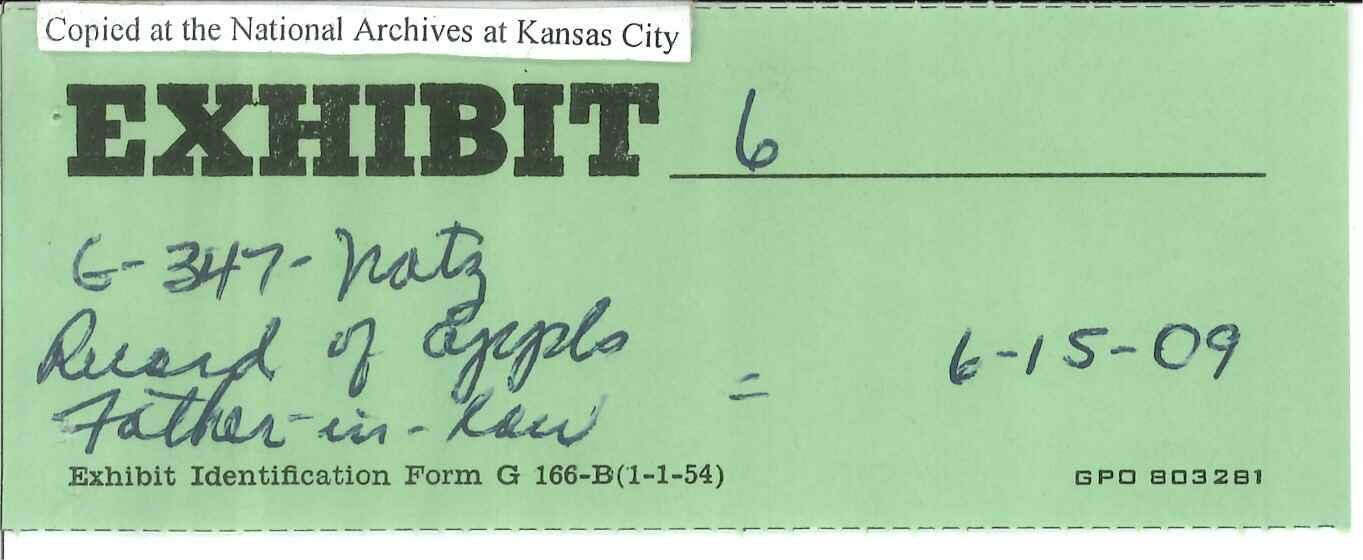 Copied at the National Archives at Kansas City
EXHIBIT 6
G-347-Natz
Record of Appls
Father-in-law = 6-15-09
Exhibit Identification Form G 166-B(1-1-54)
GPO 803281